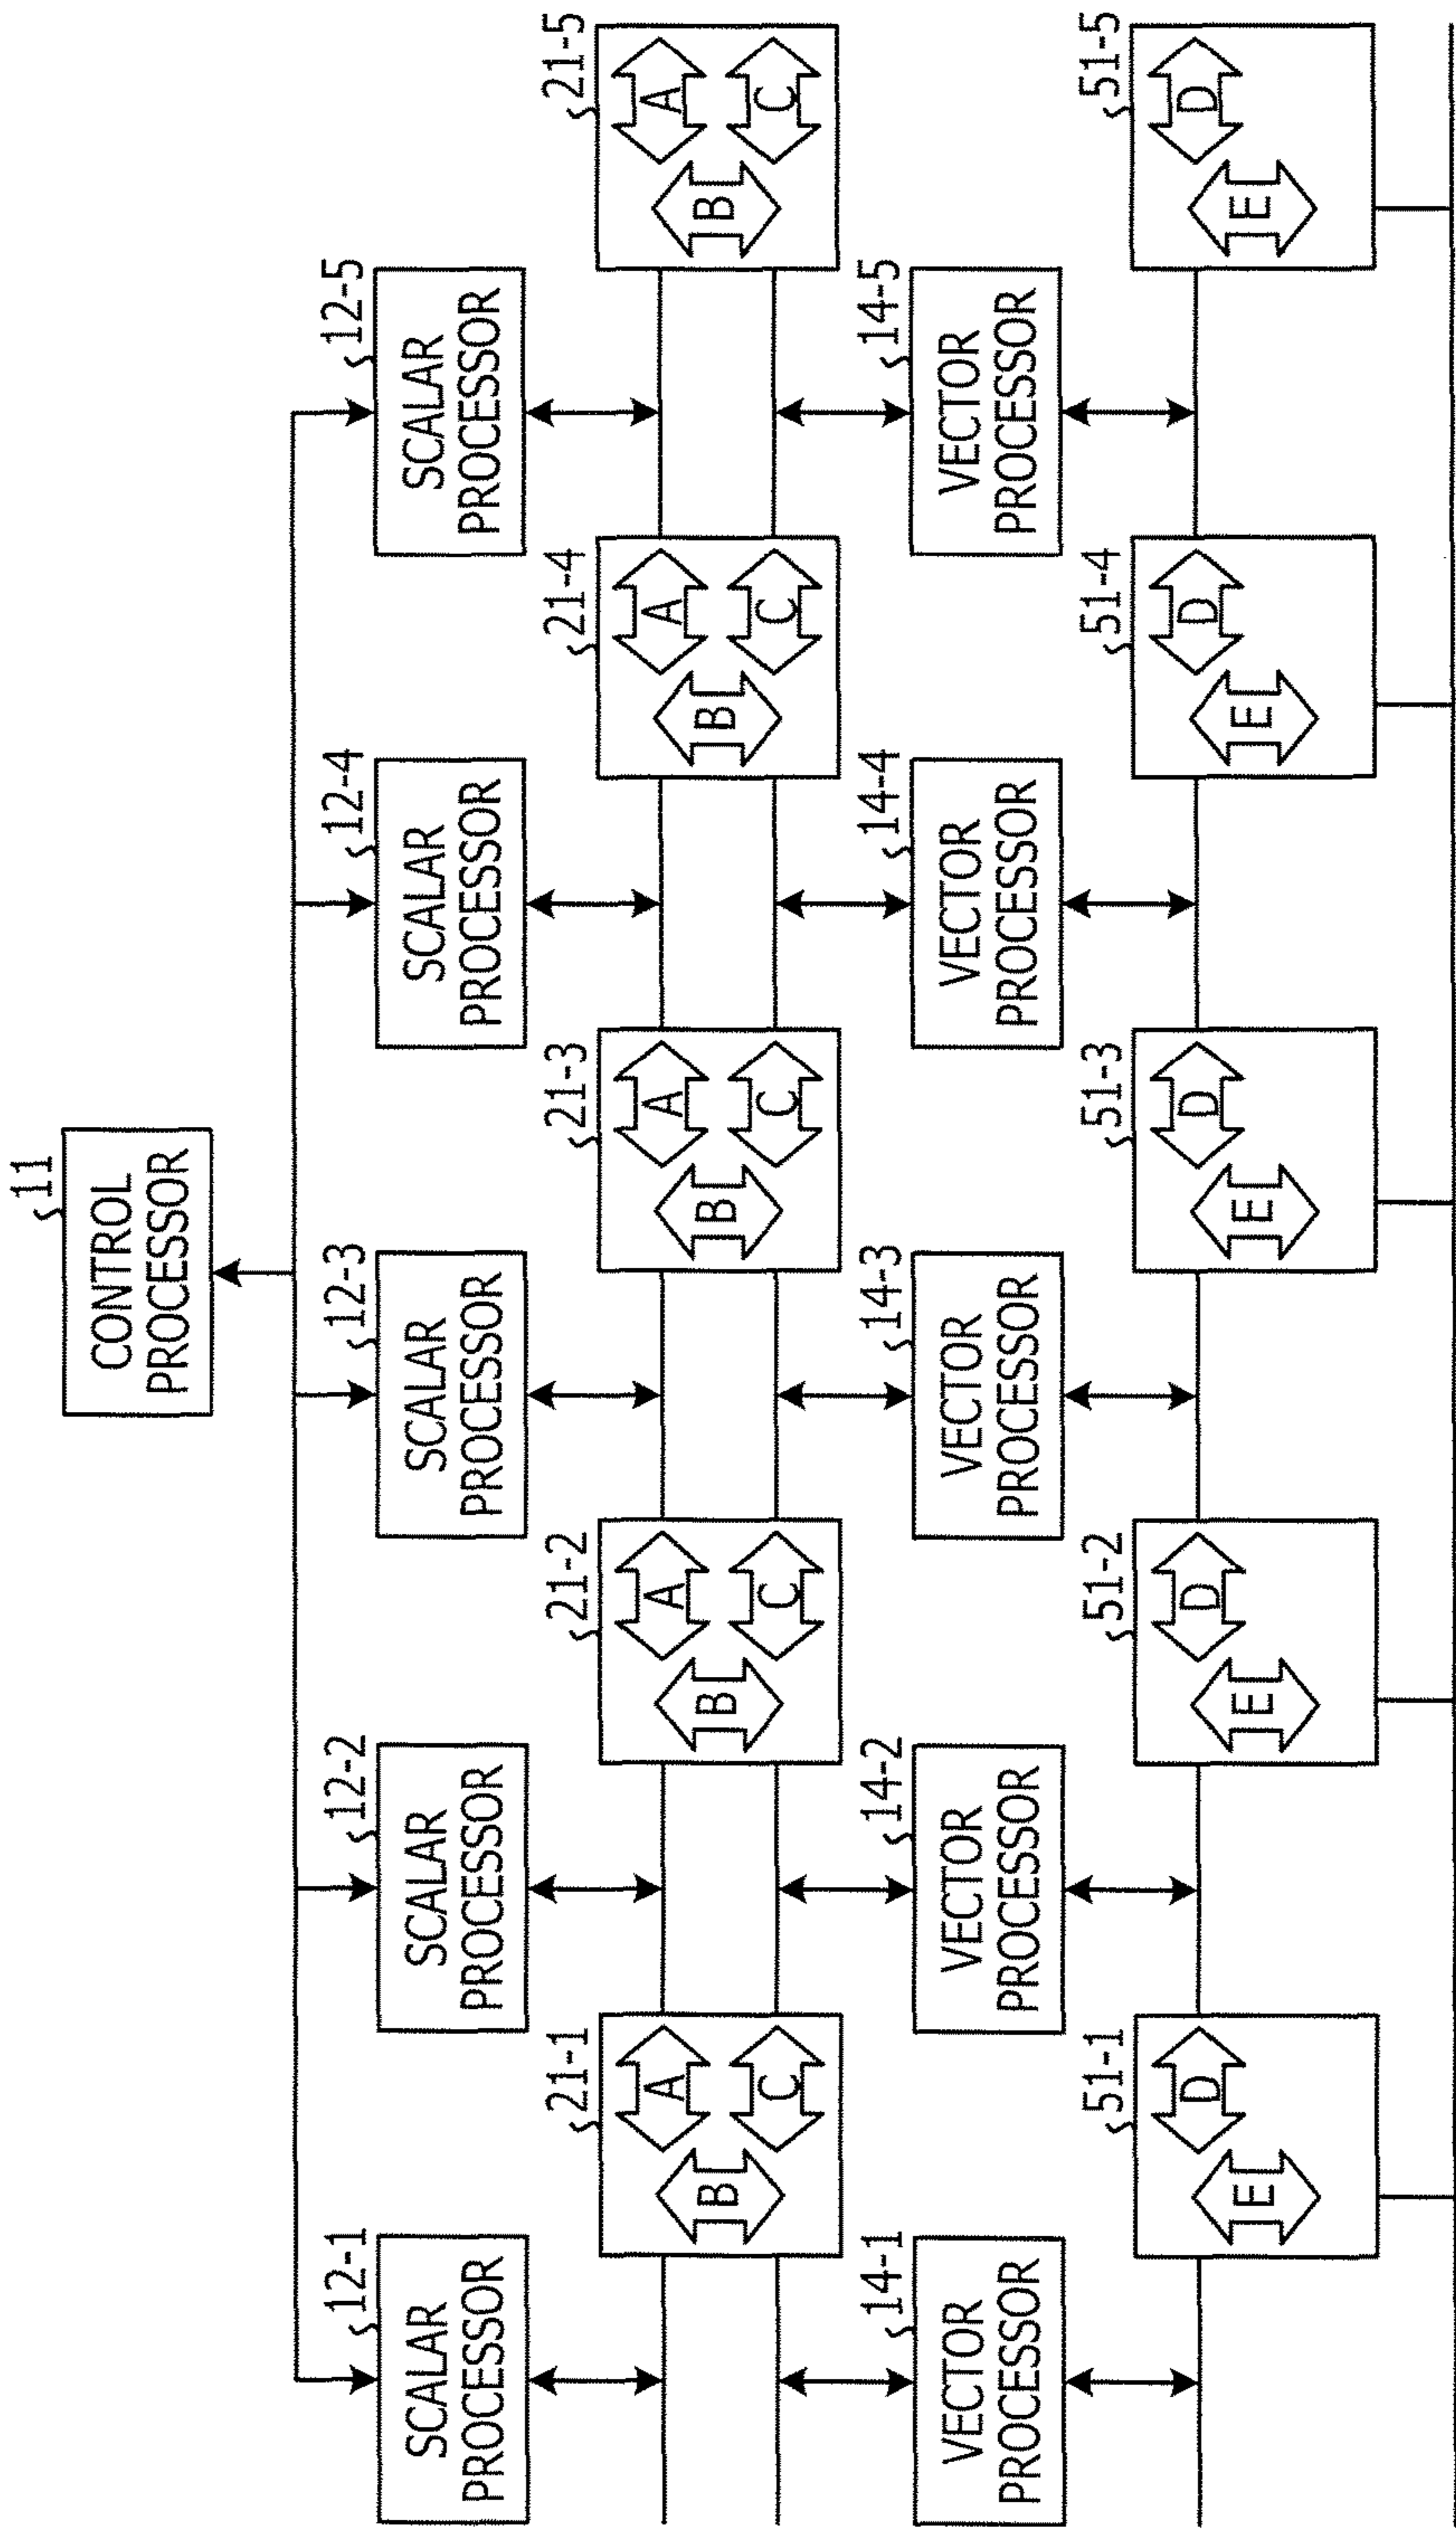 11
CONTROL
PROCESSOR
12-1
SCALAR
PROCESSOR
12-2
SCALAR
PROCESSOR
12-3
SCALAR
PROCESSOR
12-4
SCALAR
PROCESSOR
12-5
SCALAR
PROCESSOR
21-1
A
B
C
21-2
A
B
C
21-3
A
B
C
21-4
A
B
C
21-5
A
B
C
14-1
VECTOR
PROCESSOR
14-2
VECTOR
PROCESSOR
14-3
VECTOR
PROCESSOR
14-4
VECTOR
PROCESSOR
14-5
VECTOR
PROCESSOR
51-1
D
E
51-2
D
E
51-3
D
E
51-4
D
E
51-5
D
E